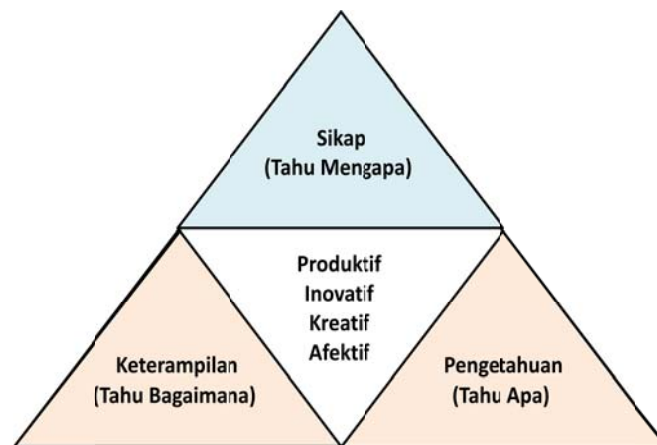 Sikap
(Tahu Mengapa)
Produktif
Inovatif
Kreatif
Afektif
Keterampilan
(Tahu Bagaimana)
Pengetahuan
(Tahu Apa)